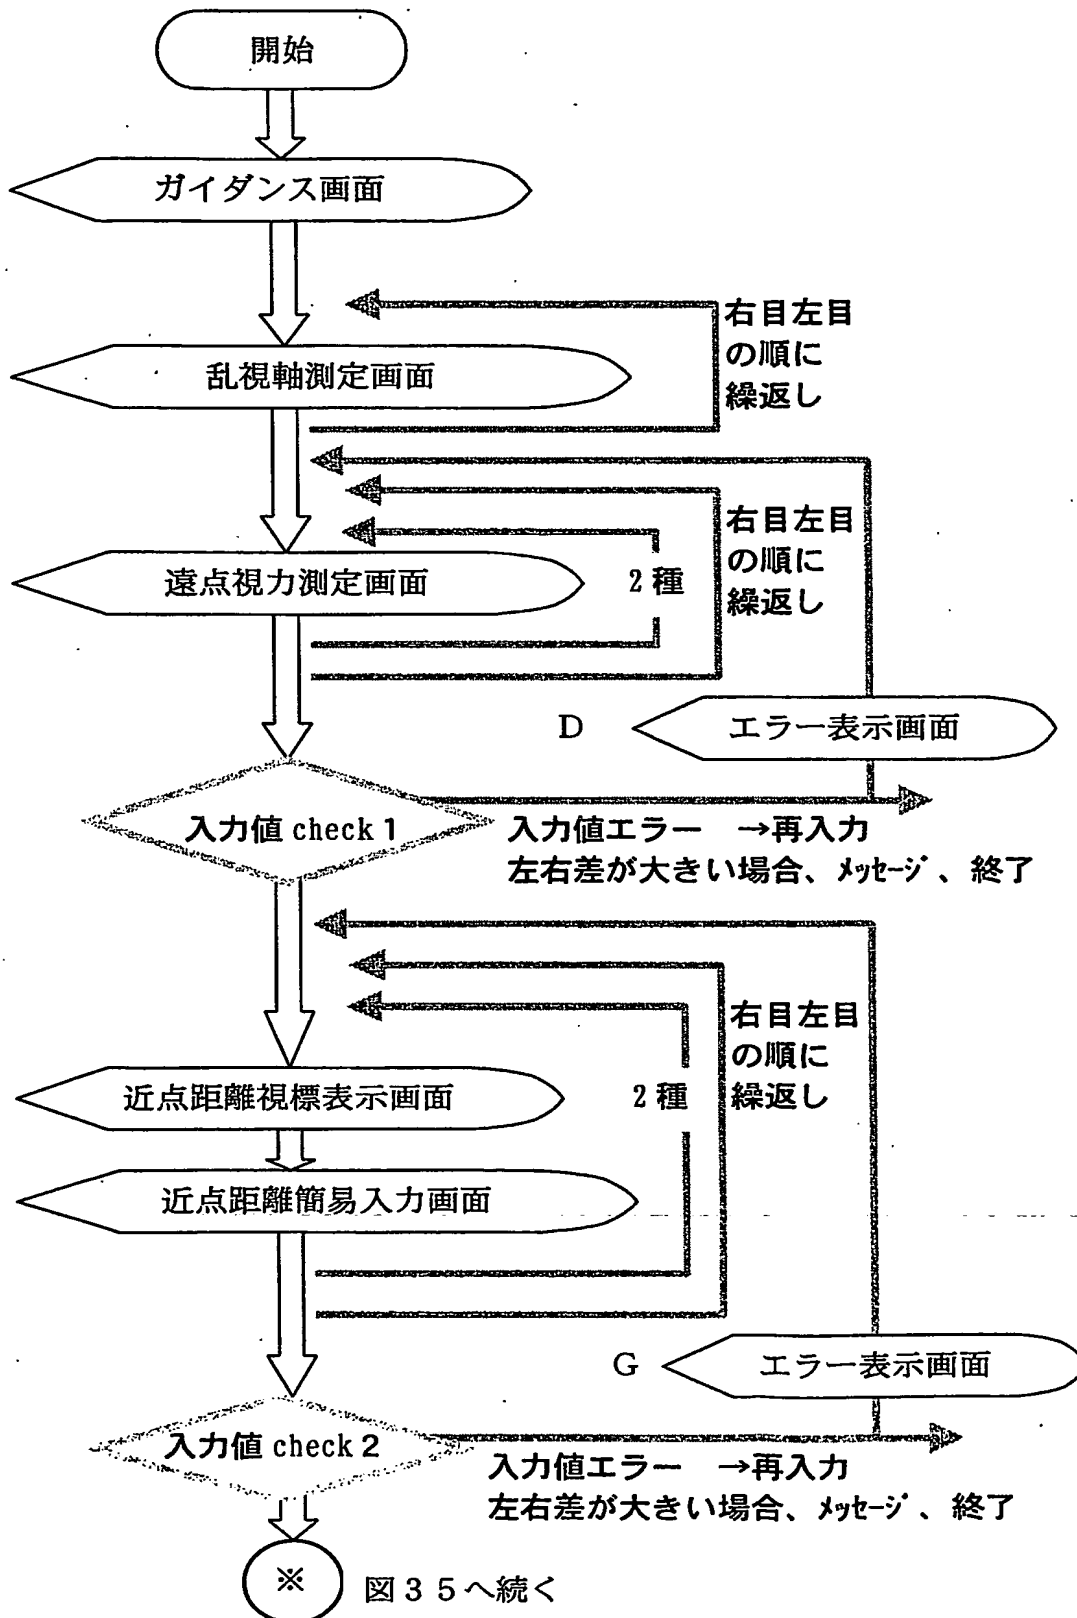 開始
ガイダンス画面
右目左目
の順に
繰返し
乱視軸測定画面
右目左目
の順に
繰返し
2種
遠点視力測定画面
D
エラー表示画面
入力値 check 1
入力値エラー →再入力
左右差が大きい場合、メッセージ、終了
右目左目
の順に
繰返し
2種
近点距離視標表示画面
近点距離簡易入力画面
G
エラー表示画面
入力値 check 2
入力値エラー →再入力
左右差が大きい場合、メッセージ、終了
※
図35へ続く